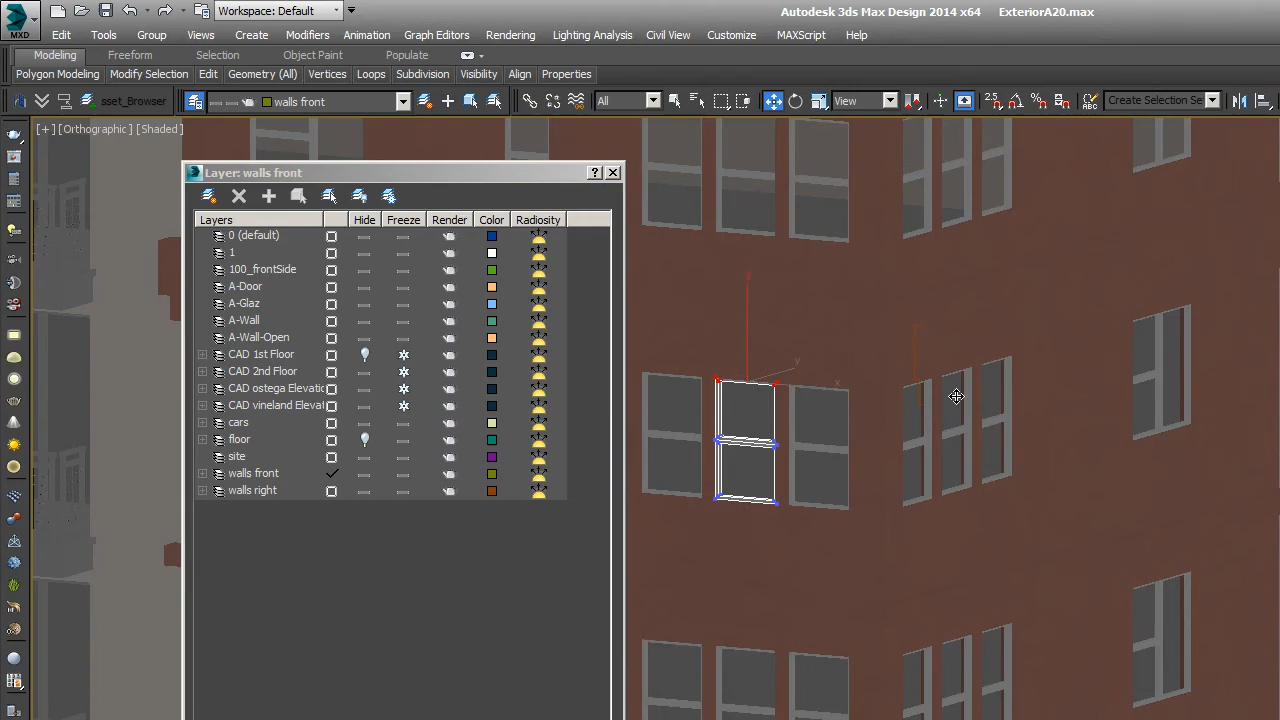 Workspace: Default
Autodesk 3ds Max Design 2014 x64 ExteriorA20.max
MXD
Edit Tools Group Views Create Modifiers Animation Graph Editors Rendering Lighting Analysis Civil View Customize MAXScript Help
Modeling Freeform Selection Object Paint Populate
Polygon Modeling Modify Selection Edit Geometry (All) Vertices Loops Subdivision Visibility Align Properties
sset_Browser walls front All View 2.5 Create Selection Se
[+] [Orthographic] [Shaded]
Layer: walls front
Layers Hide Freeze Render Color Radiosity
0 (default)
1
100_frontSide
A-Door
A-Glaz
A-Wall
A-Wall-Open
CAD 1st Floor
CAD 2nd Floor
CAD ostega Elevatic
CAD vineland Elevat
cars
floor
site
walls front
walls right
y
x